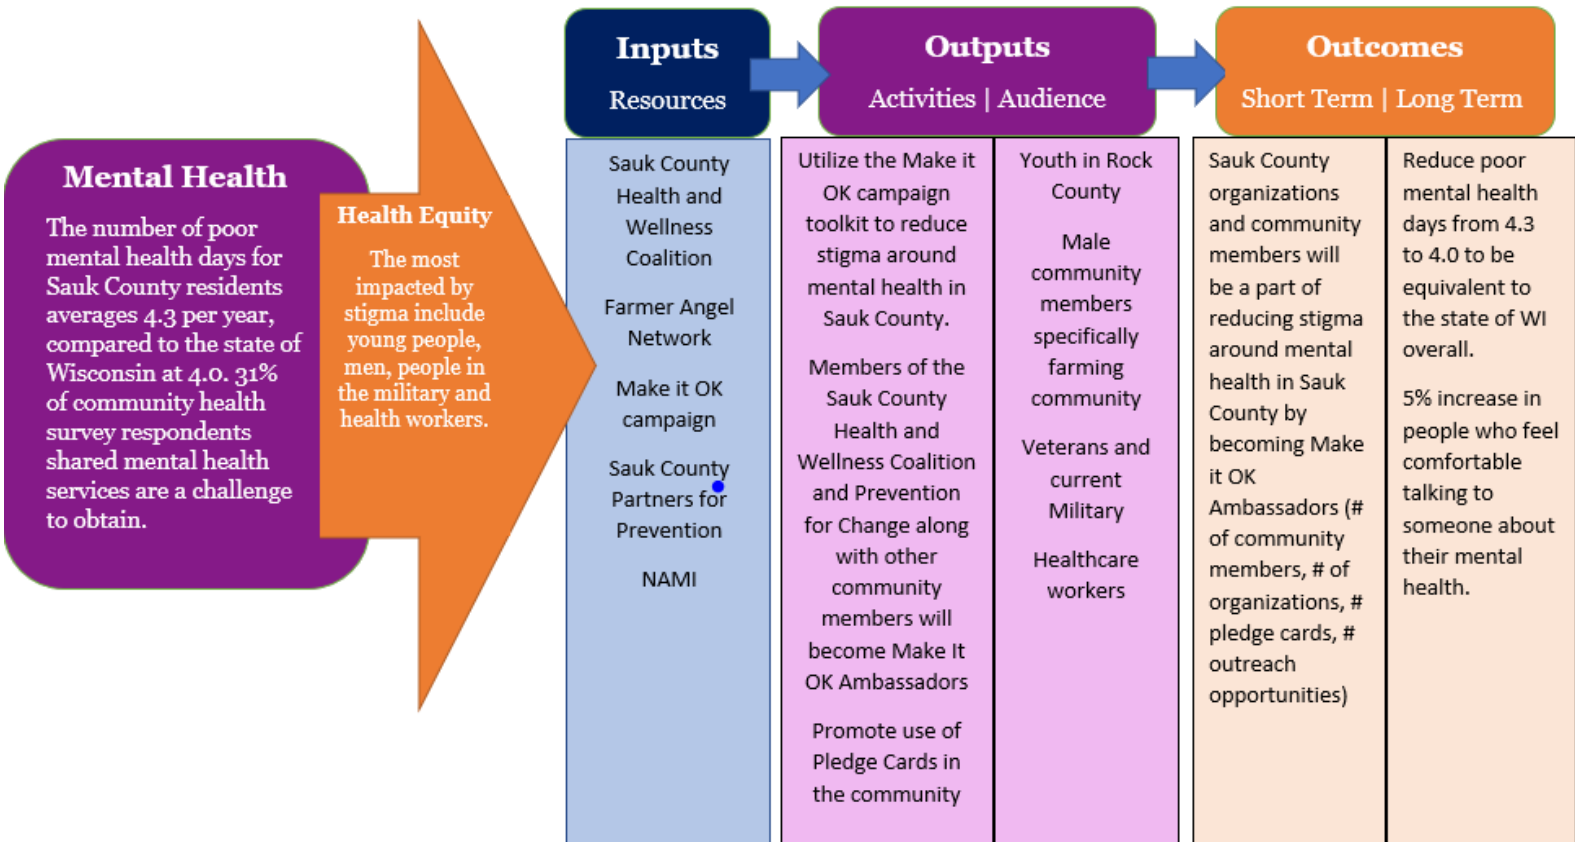 Mental Health
The number of poor
mental health days for
Sauk County residents
averages 4.3 per year,
compared to the state of
Wisconsin at 4.0. 31%
of community health
survey respondents
shared mental health
services are a challenge
to obtain.
Health Equity
The most
impacted by
stigma include
young people,
men, people in
the military and
health workers.
Inputs
Resources
Sauk County
Health and
Wellness
Coalition
Farmer Angel
Network
Make it OK
campaign
Sauk County
Partners for
Prevention
NAMI
Outputs
Activities | Audience
Utilize the Make it
OK campaign
toolkit to reduce
stigma around
mental health in
Sauk County.
Members of the
Sauk County
Health and
Wellness Coalition
and Prevention
for Change along
with other
community
members will
become Make It
OK Ambassadors
Promote use of
Pledge Cards in
the community
Youth in Rock
County
Male
community
members
specifically
farming
community
Veterans and
current
Military
Healthcare
workers
Outcomes
Short Term | Long Term
Sauk County
organizations
and community
members will
be a part of
reducing stigma
around mental
health in Sauk
County by
becoming Make
it OK
Ambassadors (#
of community
members, # of
organizations, #
pledge cards, #
outreach
opportunities)
Reduce poor
mental health
days from 4.3
to 4.0 to be
equivalent to
the state of WI
overall.
5% increase in
people who feel
comfortable
talking to
someone about
their mental
health.